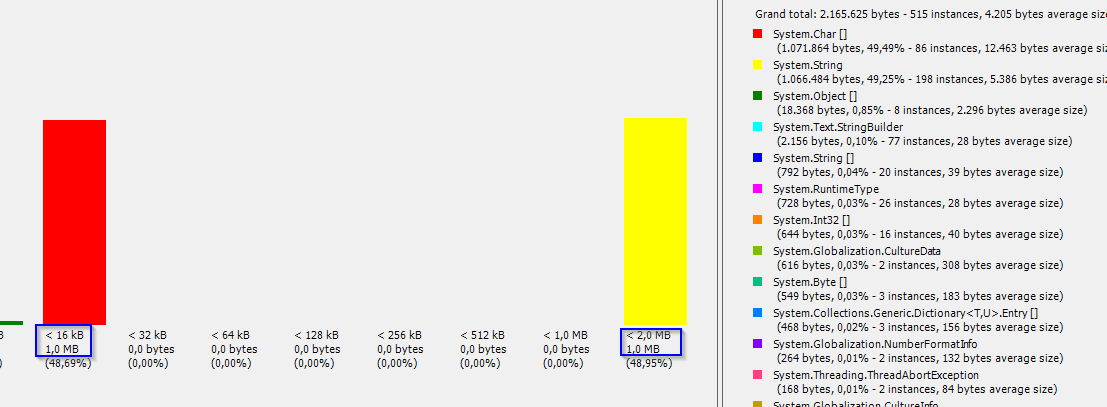 B
)
< 16 kB
1,0 MB
(48,69%)
< 32 kB
0,0 bytes
(0,00%)
< 64 kB
0,0 bytes
(0,00%)
< 128 kB
0,0 bytes
(0,00%)
< 256 kB
0,0 bytes
(0,00%)
< 512 kB
0,0 bytes
(0,00%)
< 1,0 MB
0,0 bytes
(0,00%)
< 2,0 MB
1,0 MB
(48,95%)
Grand total: 2.165.625 bytes - 515 instances, 4.205 bytes average size)
System.Char []
(1.071.864 bytes, 49,49% - 86 instances, 12.463 bytes average siz
System.String
(1.066.484 bytes, 49,25% - 198 instances, 5.386 bytes average siz
System.Object []
(18.368 bytes, 0,85% - 8 instances, 2.296 bytes average size)
System.Text.StringBuilder
(2.156 bytes, 0,10% - 77 instances, 28 bytes average size)
System.String []
(792 bytes, 0,04% - 20 instances, 39 bytes average size)
System.RuntimeType
(728 bytes, 0,03% - 26 instances, 28 bytes average size)
System.Int32 []
(644 bytes, 0,03% - 16 instances, 40 bytes average size)
System.Globalization.CultureData
(616 bytes, 0,03% - 2 instances, 308 bytes average size)
System.Byte []
(549 bytes, 0,03% - 3 instances, 183 bytes average size)
System.Collections.Generic.Dictionary<T,U>.Entry []
(468 bytes, 0,02% - 3 instances, 156 bytes average size)
System.Globalization.NumberFormatInfo
(264 bytes, 0,01% - 2 instances, 132 bytes average size)
System.Threading.ThreadAbortException
(168 bytes, 0,01% - 2 instances, 84 bytes average size)
System.Globalization.CultureInfo